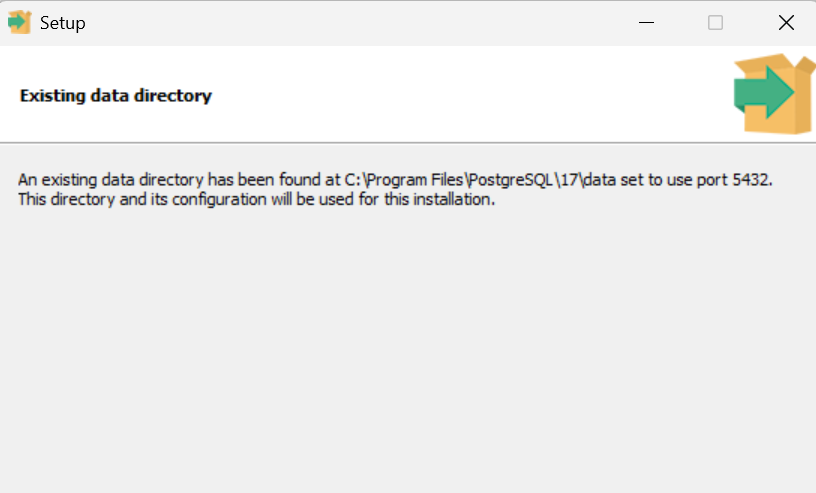 Setup
Existing data directory
An existing data directory has been found at C:\Program Files\PostgreSQL\17\data set to use port 5432.
This directory and its configuration will be used for this installation.